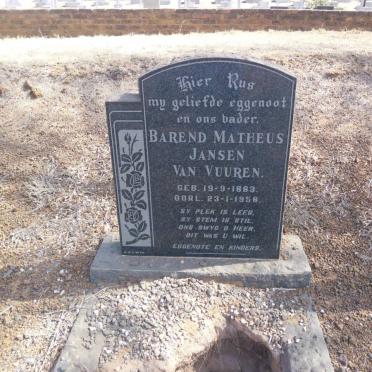 Hier Rus
my geliefde eggenoot
en ons vader.
BAREND MATHEUS
JANSEN
VAN VUUREN.
GEB. 19-9-1883.
OORL. 23-1-1958.
SY PLEK IS LEEG,
SY STEM IS STIL,
ONS SWYG O HEER,
DIT WAS U WIL.
EGGENOTE EN KINDERS.